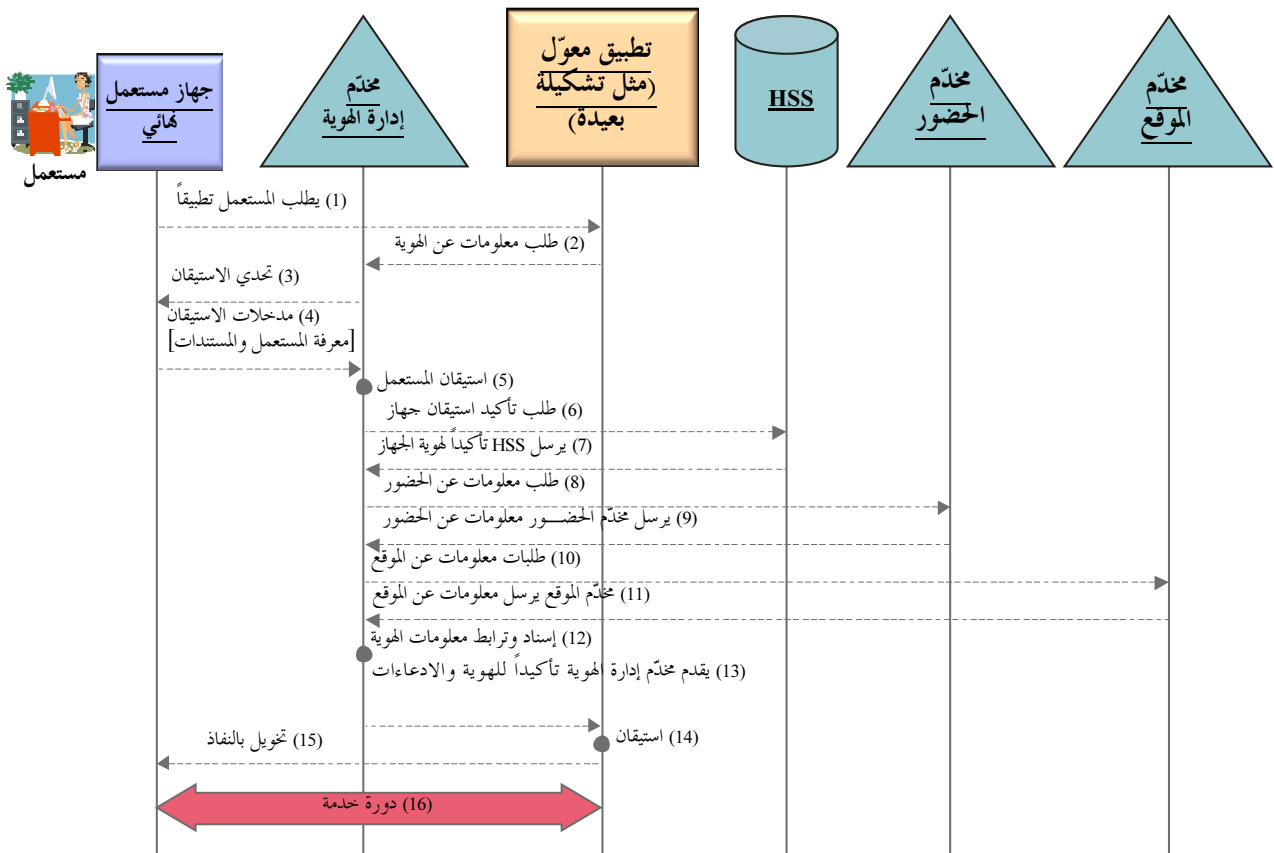 مستعمل
جهاز مستعمل
نهائي
مخدّم
إدارة الهوية
تطبيق معوّل
(مثل تشكيلة
بعيدة)
HSS
مخدّم
الحضور
مخدّم
الموقع
(1) يطلب المستعمل تطبيقاً
(2) طلب معلومات عن الهوية
(3) تحدي الاستيقان
(4) مدخلات الاستيقان
[معرفة المستعمل والمستندات]
(5) استيقان المستعمل
(6) طلب تأكيد استيقان جهاز
(7) يرسل HSS تأكيداً لهوية الجهاز
(8) طلب معلومات عن الحضور
(9) يرسل مخدّم الحضـــور معلومات عن الحضور
(10) طلبات معلومات عن الموقع
(11) مخدّم الموقع يرسل معلومات عن الموقع
(12) إسناد وترابط معلومات الهوية
(13) يقدم مخدّم إدارة الهوية تأكيداً للهوية والادعاءات
(14) استيقان
(15) تخويل بالنفاذ
(16) دورة خدمة